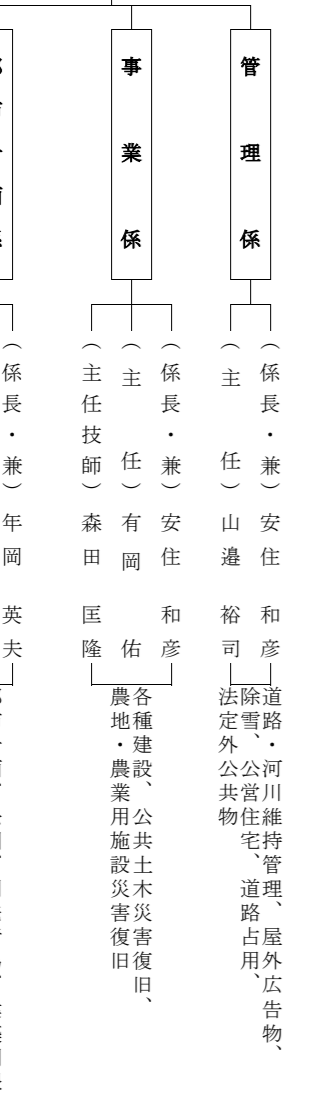 管理係
(係長・兼) 安住 和彦
(主 任) 山邉 裕司
道路・河川維持管理、屋外広告物、
除雪、公営住宅、道路占用、
法定外公共物
事業係
(係長・兼) 安住 和彦
(主 任) 有岡 佑
(主任技師) 森田 匡隆
各種建設、公共土木災害復旧、
農地・農業用施設災害復旧
(係長・兼) 年岡 英夫